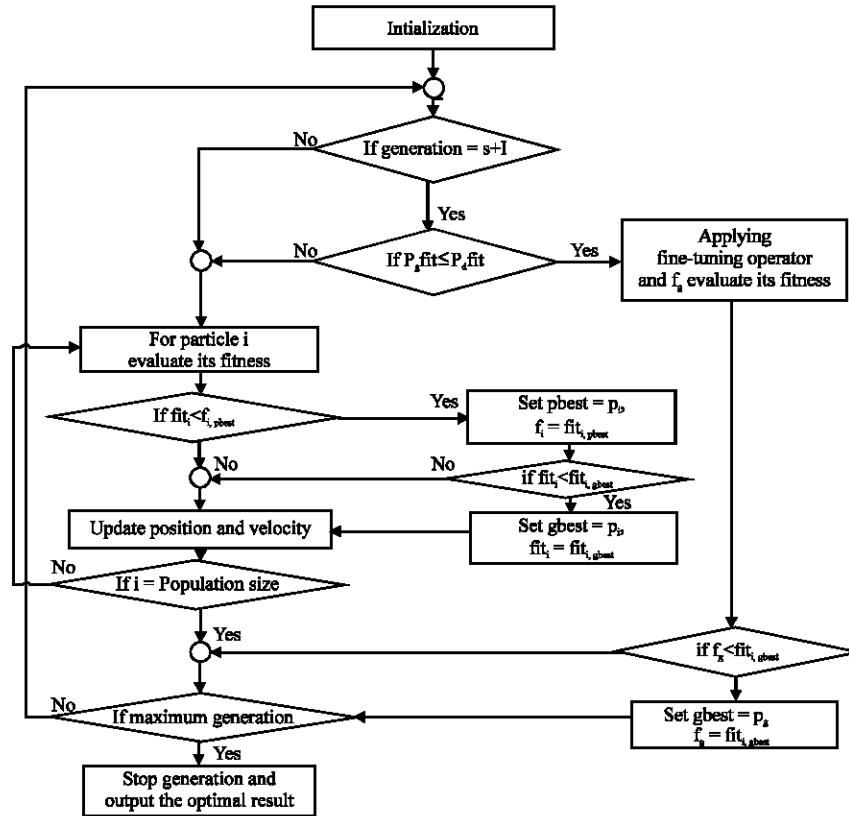 Intialization
No
If generation = s+I
Yes
No
If Pgfit≤Pdfit
Yes
Applying
fine-tuning operator
and fg evaluate its fitness
For particle i
evaluate its fitness
If fiti<fi, pbest
Yes
Set pbest = pi,
fi = fiti, pbest
No
No
if fiti<fiti, gbest
Yes
Update position and velocity
Set gbest = pi,
fiti = fiti, gbest
No
If i = Population size
Yes
if fg<fiti, gbest
No
If maximum generation
Set gbest = pg
fg = fiti, gbest
Yes
Stop generation and
output the optimal result